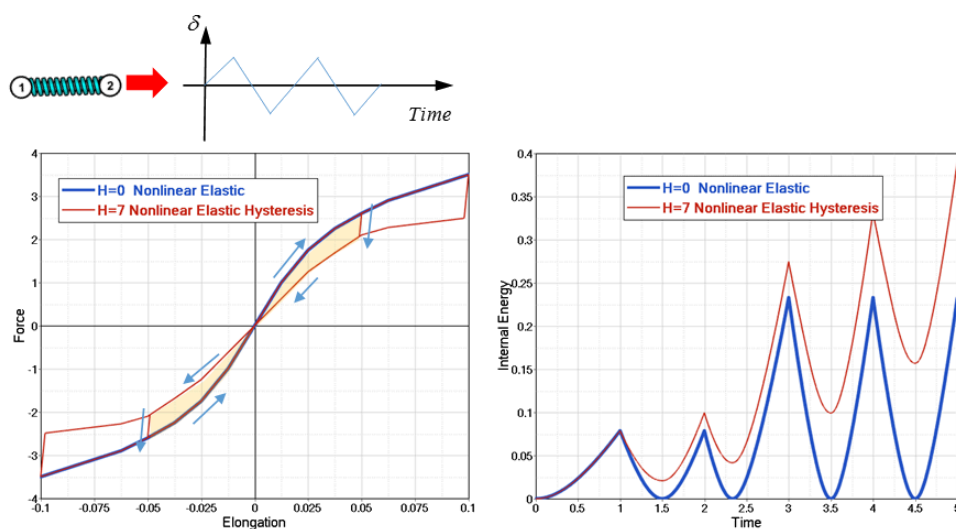 δ
1 2
Time
4
3
2
1
0
-1
-2
-3
-4
Force
H=0 Nonlinear Elastic
H=7 Nonlinear Elastic Hysteresis
-0.1 -0.075 -0.05 -0.025 0 0.025 0.05 0.075 0.1
Elongation
0.4
0.35
0.3
0.25
0.2
0.15
0.1
0.05
0
Internal Energy
H=0 Nonlinear Elastic
H=7 Nonlinear Elastic Hysteresis
0 0.5 1 1.5 2 2.5 3 3.5 4 4.5 5
Time